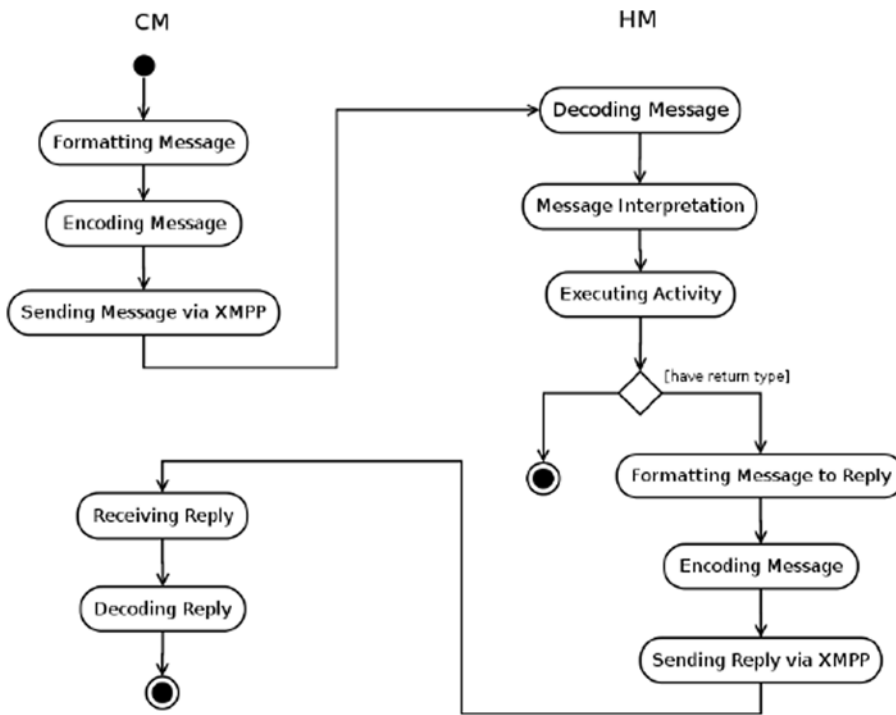 CM
HM
Formatting Message
Encoding Message
Sending Message via XMPP
Decoding Message
Message Interpretation
Executing Activity
[have return type]
Formatting Message to Reply
Encoding Message
Sending Reply via XMPP
Receiving Reply
Decoding Reply